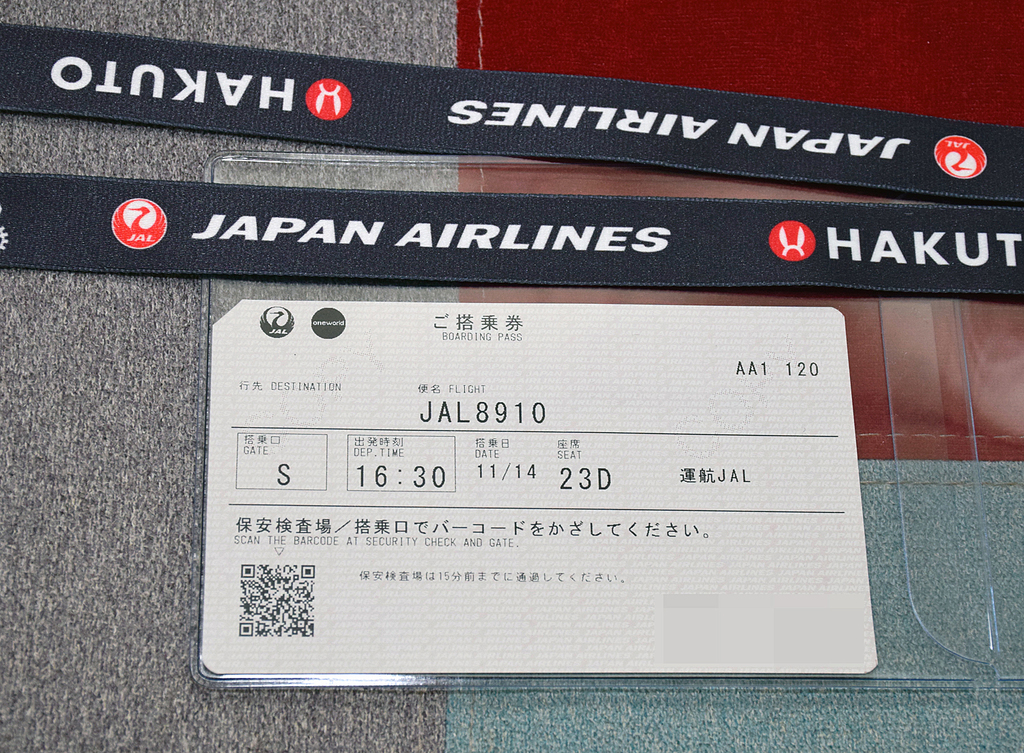 HAKUTO
JAPAN AIRLINES
JAL
JAL
JAPAN AIRLINES
HAKUT
JAL
oneworld
ご搭乗券
BOARDING PASS
AA1 120
行先 DESTINATION
便名 FLIGHT
JAL8910
搭乗口
GATE
S
出発時刻
DEP.TIME
16:30
搭乗日
DATE
11/14
座席
SEAT
23D
運航JAL
保安検査場／搭乗口でバーコードをかざしてください。
SCAN THE BARCODE AT SECURITY CHECK AND GATE.
保安検査場は15分前までに通過してください。